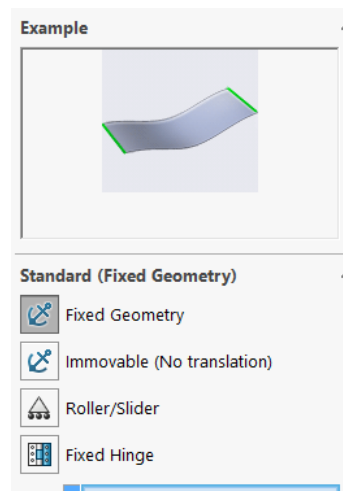 Example
Standard (Fixed Geometry)
Fixed Geometry
Immovable (No translation)
Roller/Slider
Fixed Hinge